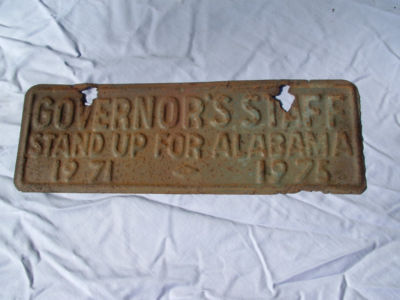 GOVERNOR'S STAFF
STAND UP FOR ALABAMA
1971 - 1975